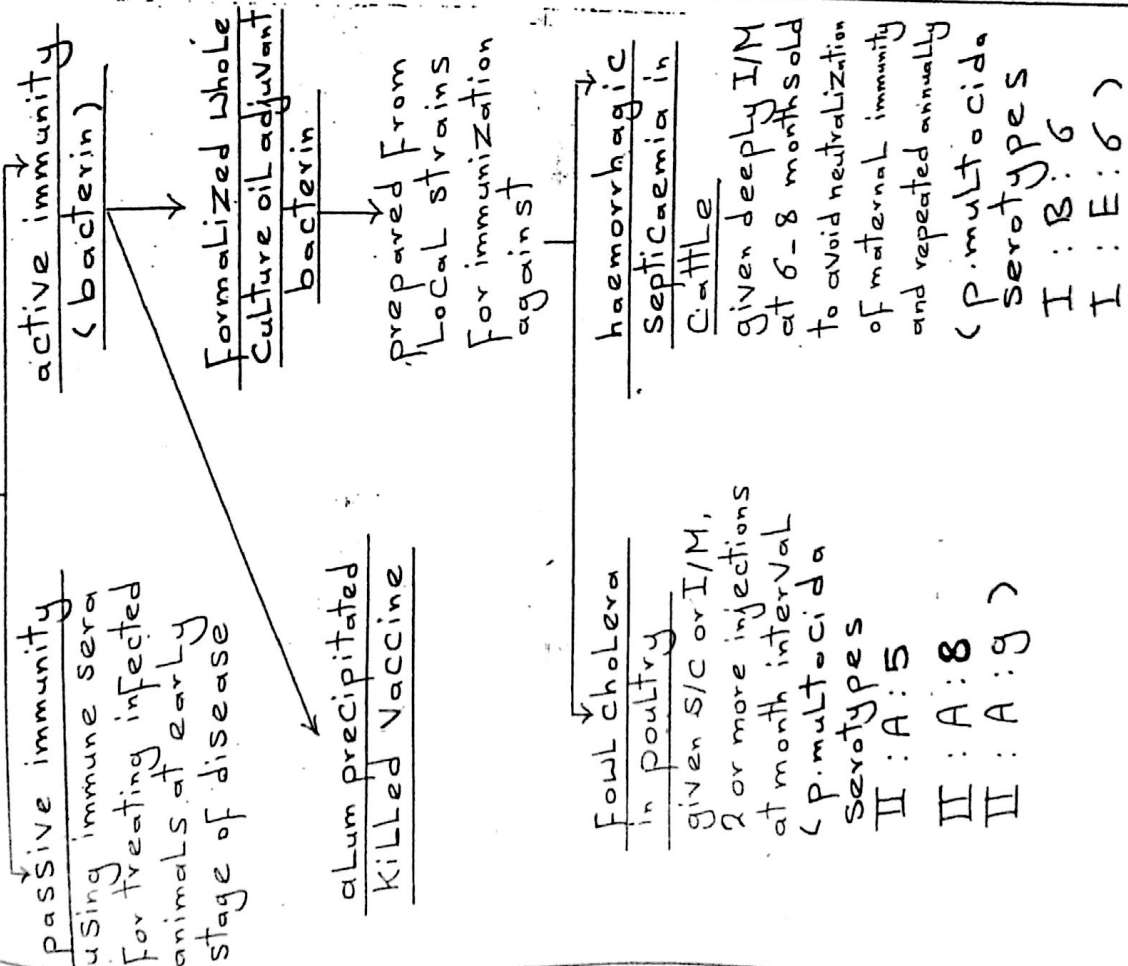 passive immunity
using immune sera
For treating infected
animals at early
stage of disease
active immunity
(bacterin)
alum precipitated
Killed Vaccine
Formalized whole
Culture oil adjuvant
bacterin
prepared From
Local strains
For immunization
against
Fowl cholera
in poultry
given S/C or I/M,
2 or more injections
at month interval
(P.multocida
serotypes
II : A : 5
II : A : 8
II : A : 9 )
haemorrhagic
septicaemia in
Cattle
given deeply I/M
at 6_8 months old
to avoid neutralization
of maternal immunity
and repeated annually
(P.multocida
serotypes
I : B : 6
I : E : 6 )